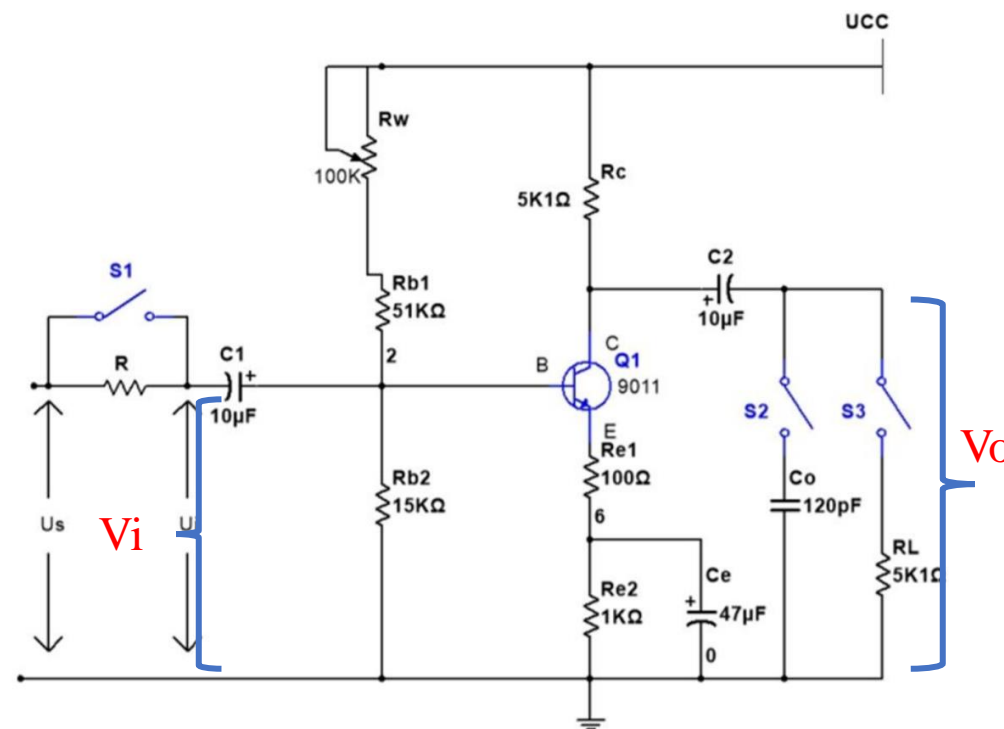 UCC
Rw
100K
Rc
5K1Ω
S1
Rb1
51KΩ
C2
+
10µF
R
C1
+
10µF
2
B
C
Q1
9011
E
S2
S3
Re1
100Ω
6
Rb2
15KΩ
Us
Vi
Co
120pF
Vo
RL
5K1Ω
Re2
1KΩ
Ce
+
47µF
0